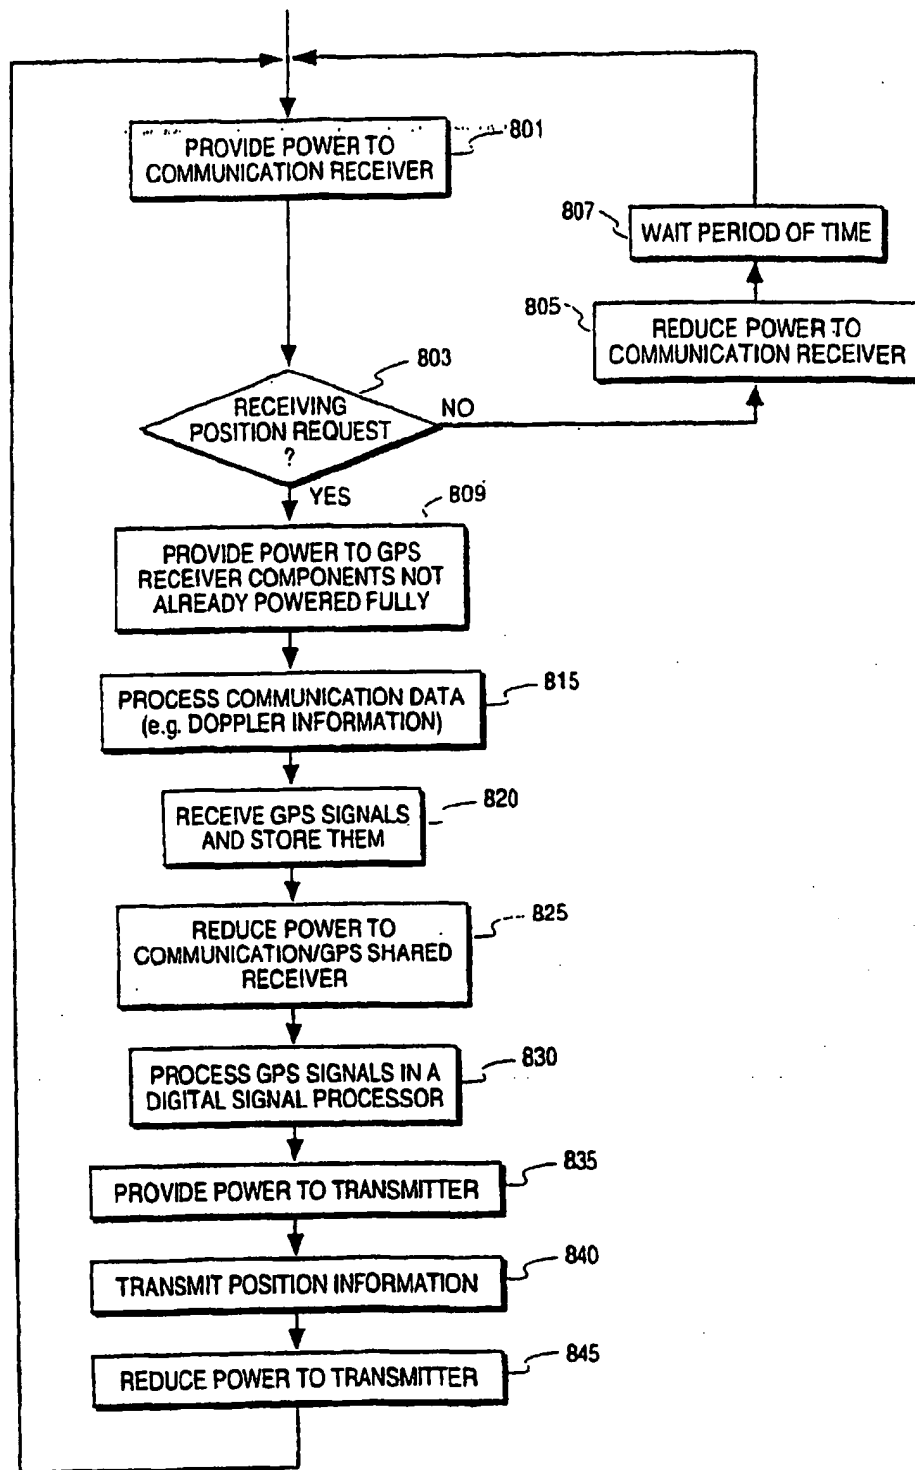 PROVIDE POWER TO
COMMUNICATION RECEIVER
801
807
WAIT PERIOD OF TIME
805
REDUCE POWER TO
COMMUNICATION RECEIVER
803
RECEIVING
POSITION REQUEST
?
NO
YES
809
PROVIDE POWER TO GPS
RECEIVER COMPONENTS NOT
ALREADY POWERED FULLY
PROCESS COMMUNICATION DATA
(e.g. DOPPLER INFORMATION)
815
RECEIVE GPS SIGNALS
AND STORE THEM
820
REDUCE POWER TO
COMMUNICATION/GPS SHARED
RECEIVER
825
PROCESS GPS SIGNALS IN A
DIGITAL SIGNAL PROCESSOR
830
PROVIDE POWER TO TRANSMITTER
835
TRANSMIT POSITION INFORMATION
840
REDUCE POWER TO TRANSMITTER
845